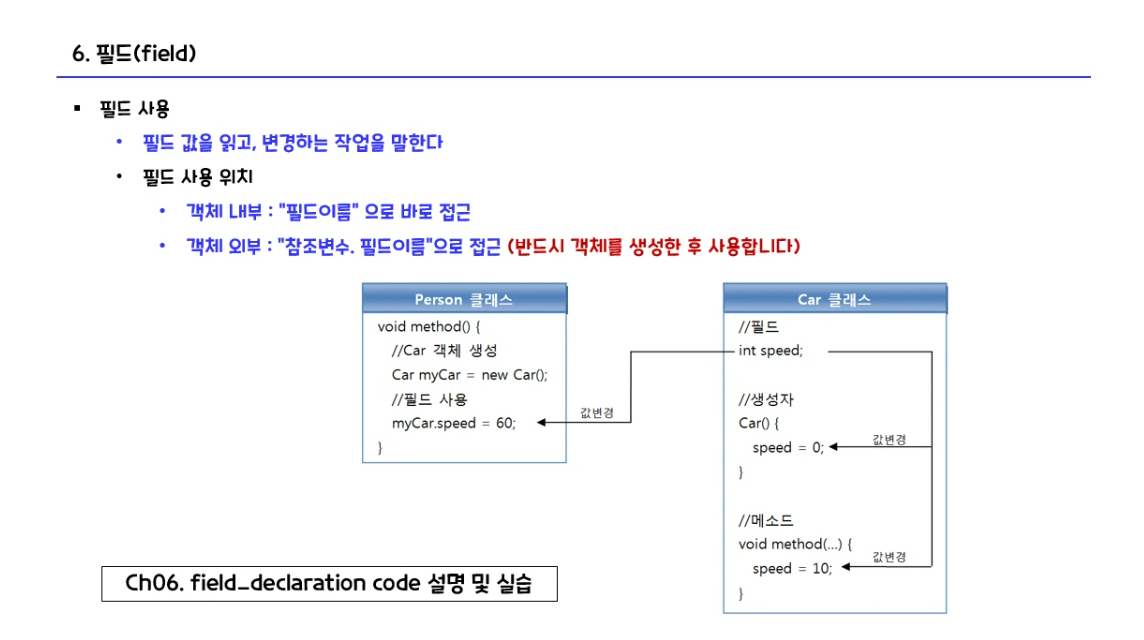 6. 필드(field)
▪ 필드 사용
• 필드 값을 읽고, 변경하는 작업을 말한다
• 필드 사용 위치
• 객체 내부 : "필드이름" 으로 바로 접근
• 객체 외부 : "참조변수. 필드이름"으로 접근 (반드시 객체를 생성한 후 사용합니다)
Person 클래스
void method() {
//Car 객체 생성
Car myCar = new Car();
//필드 사용
myCar.speed = 60;
}
값변경
Car 클래스
//필드
int speed;
//생성자
Car() {
speed = 0;
값변경
}
//메소드
void method(...) {
speed = 10;
값변경
}
Ch06. field_declaration code 설명 및 실습